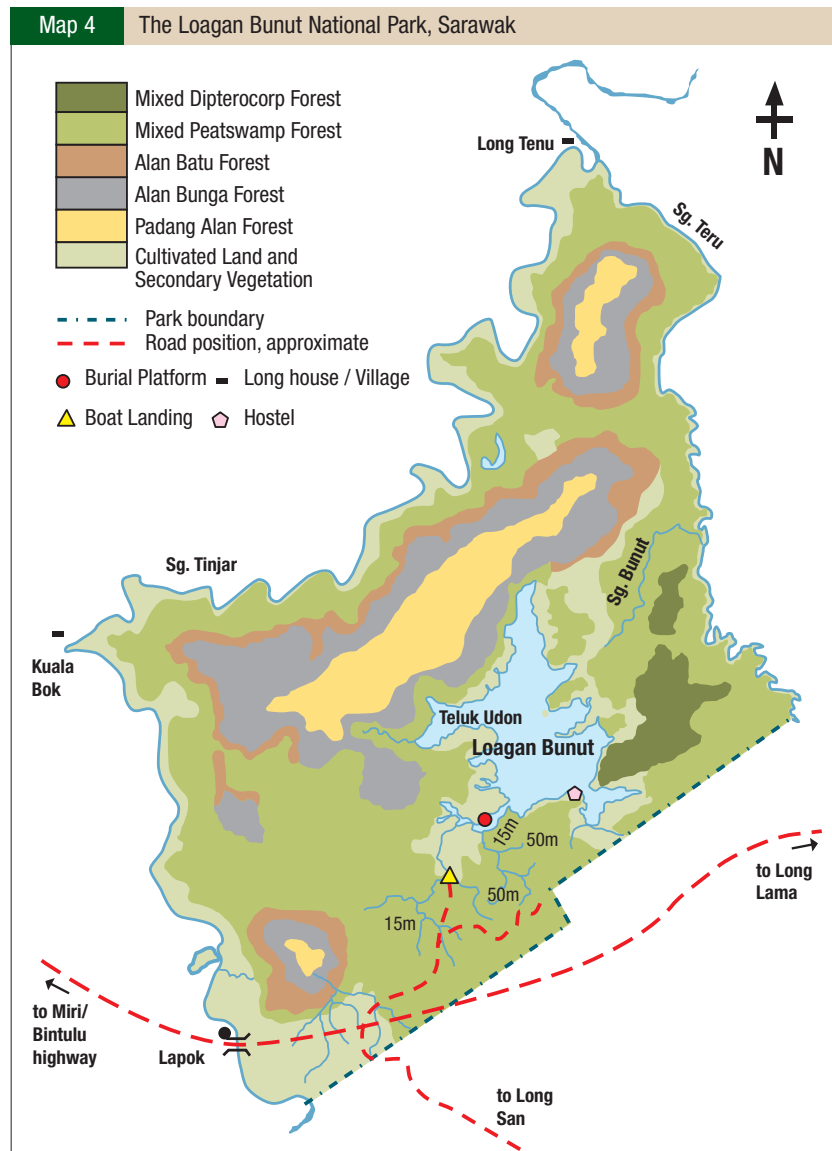 Map 4
The Loagan Bunut National Park, Sarawak
Mixed Dipterocorp Forest
Mixed Peatswamp Forest
Alan Batu Forest
Alan Bunga Forest
Padang Alan Forest
Cultivated Land and
Secondary Vegetation
Park boundary
Road position, approximate
Burial Platform
Long house / Village
Boat Landing
Hostel
N
Long Tenu
Sg. Teru
Sg. Tinjar
Sg. Bunut
Kuala
Bok
Teluk Udon
Loagan Bunut
15m
50m
50m
15m
to Long
Lama
to Miri/
Bintulu
highway
Lapok
to Long
San